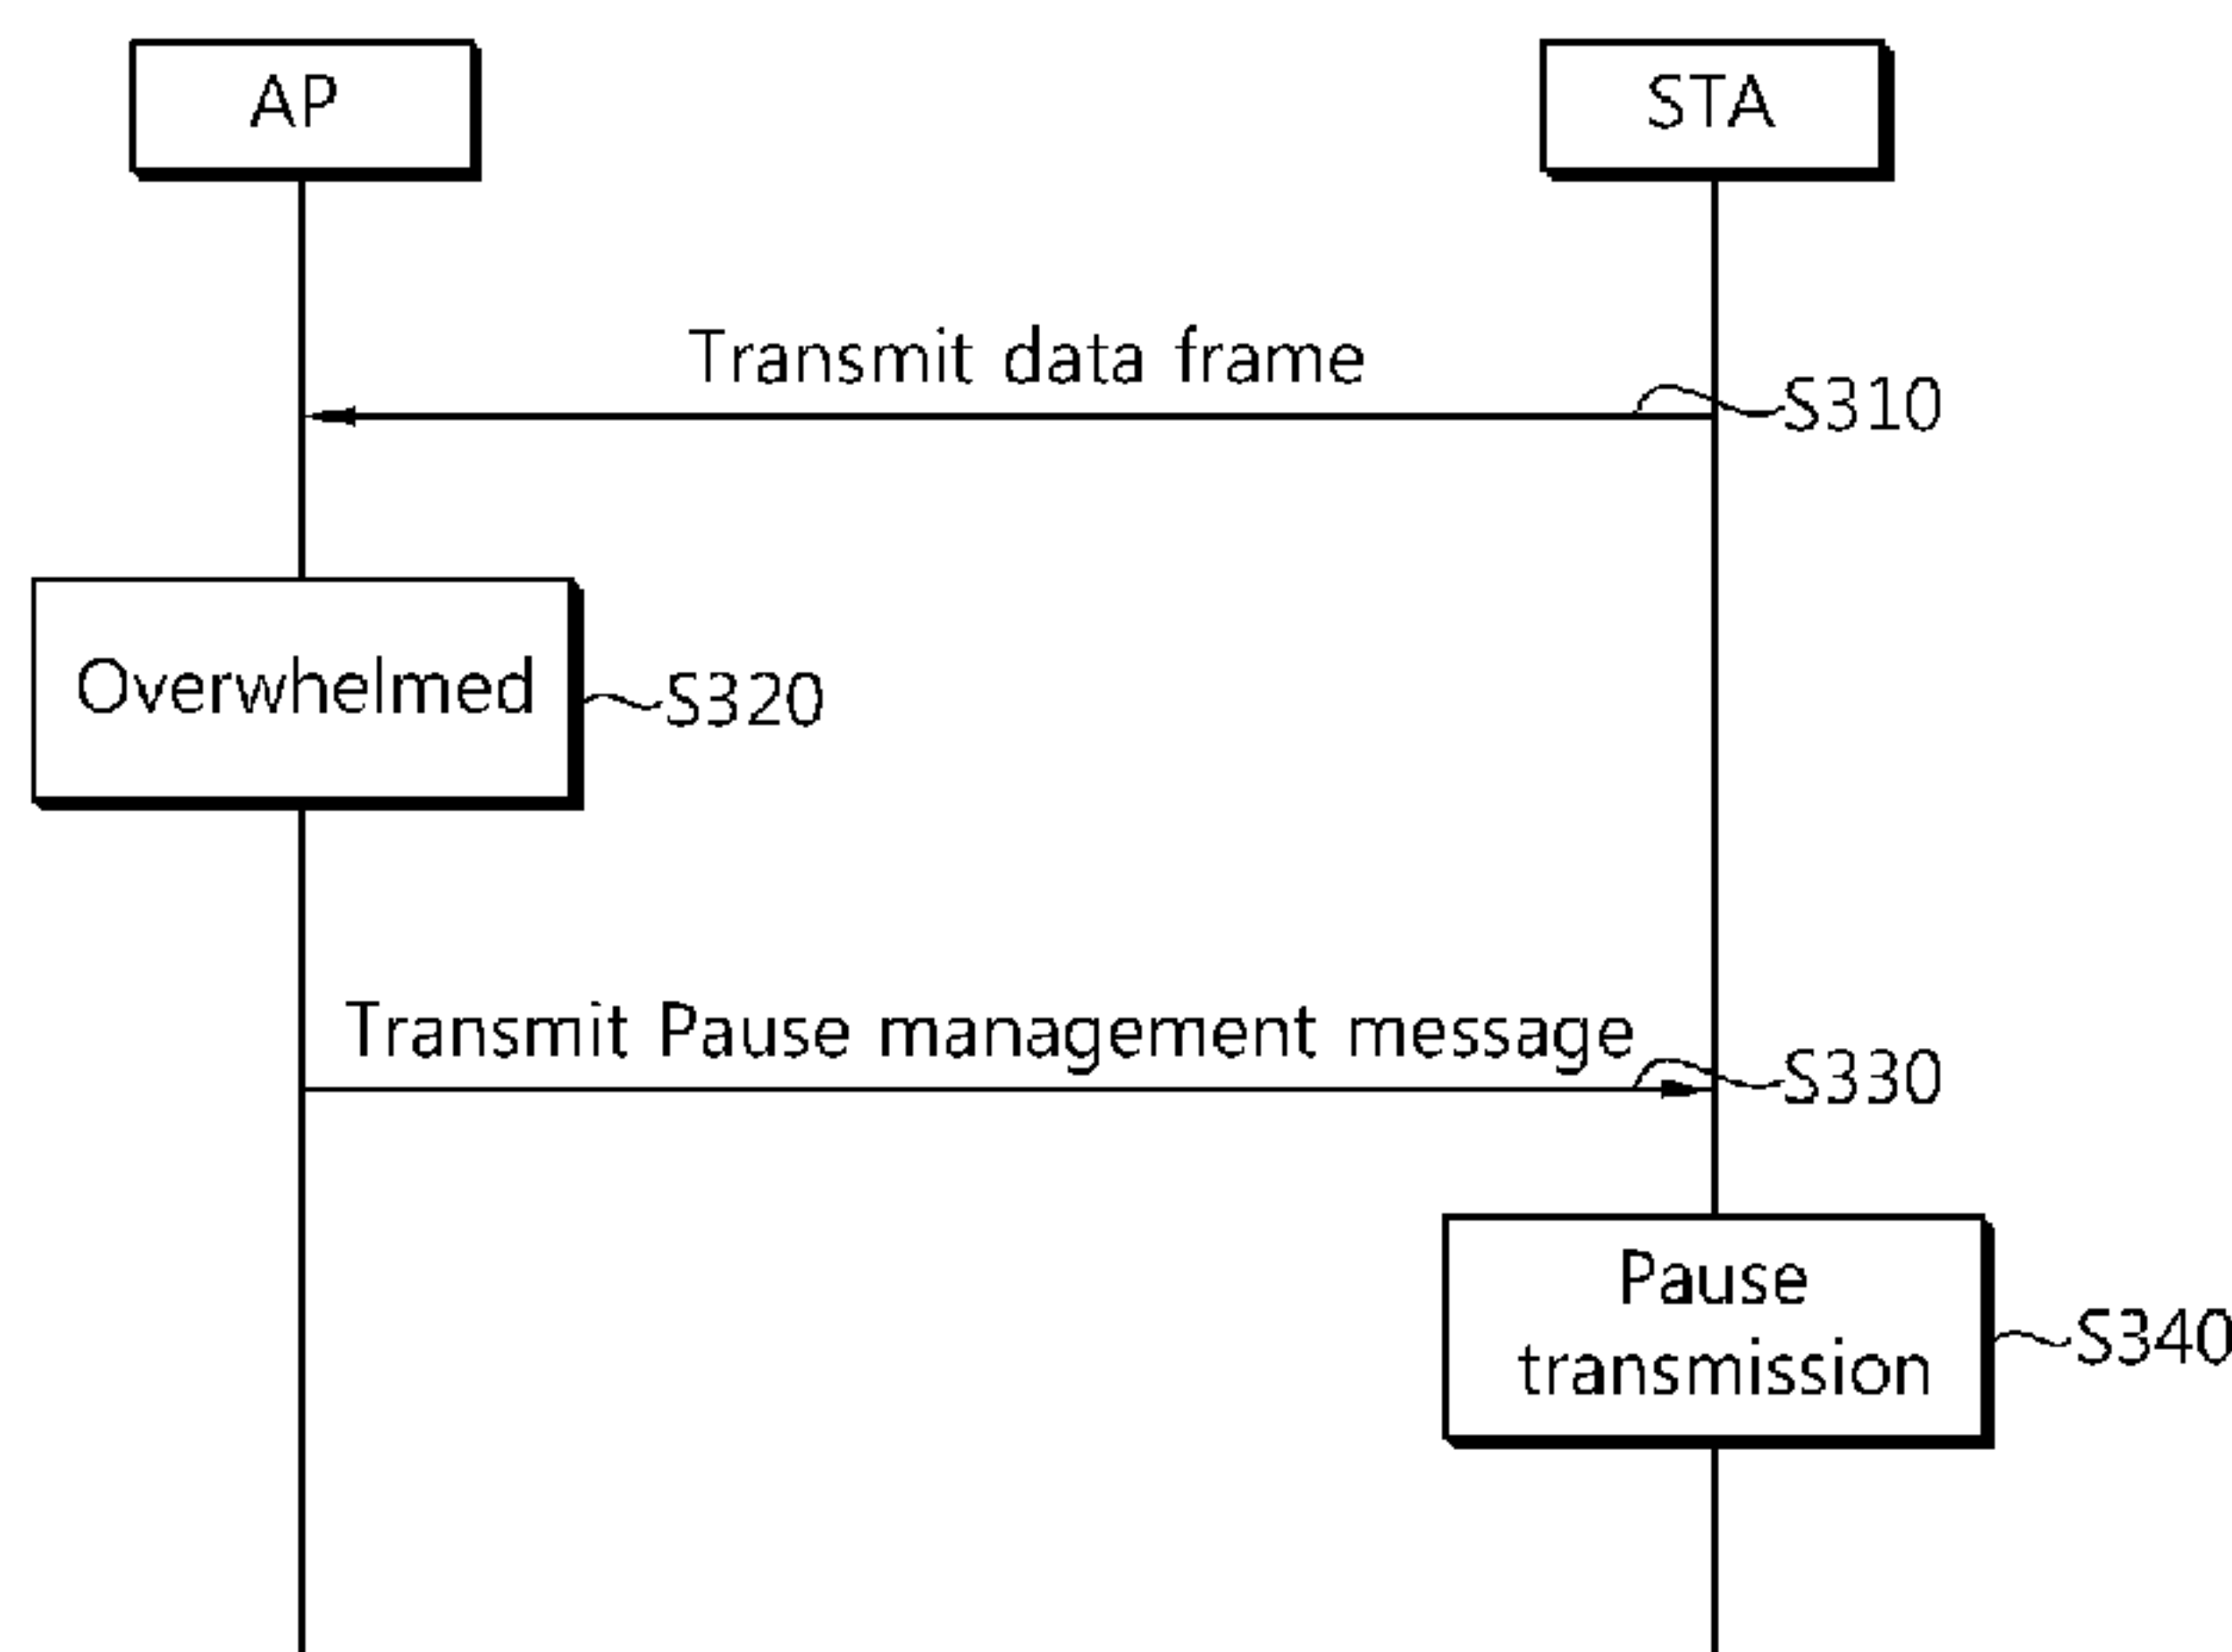 AP
STA
Transmit data frame
S310
Overwhelmed
S320
Transmit Pause management message
S330
Pause
transmission
S340